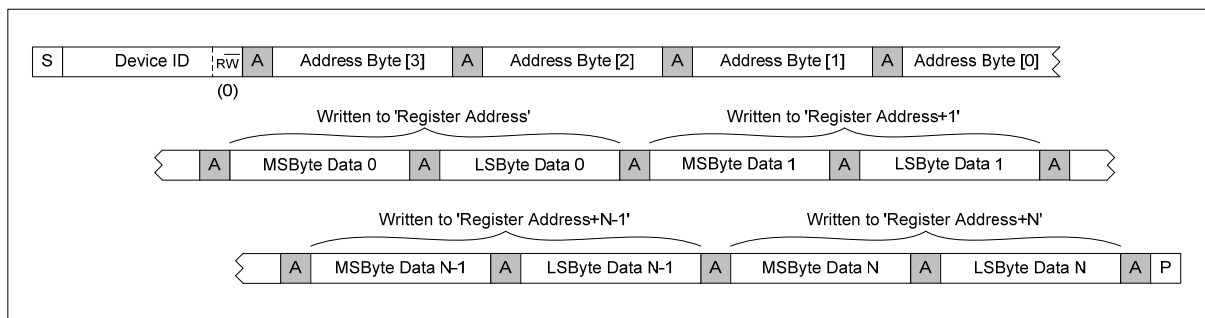 S Device ID RW A Address Byte [3] A Address Byte [2] A Address Byte [1] A Address Byte [0]
(0)
Written to 'Register Address' Written to 'Register Address+1'
A MSByte Data 0 A LSByte Data 0 A MSByte Data 1 A LSByte Data 1 A
Written to 'Register Address+N-1' Written to 'Register Address+N'
A MSByte Data N-1 A LSByte Data N-1 A MSByte Data N A LSByte Data N A P